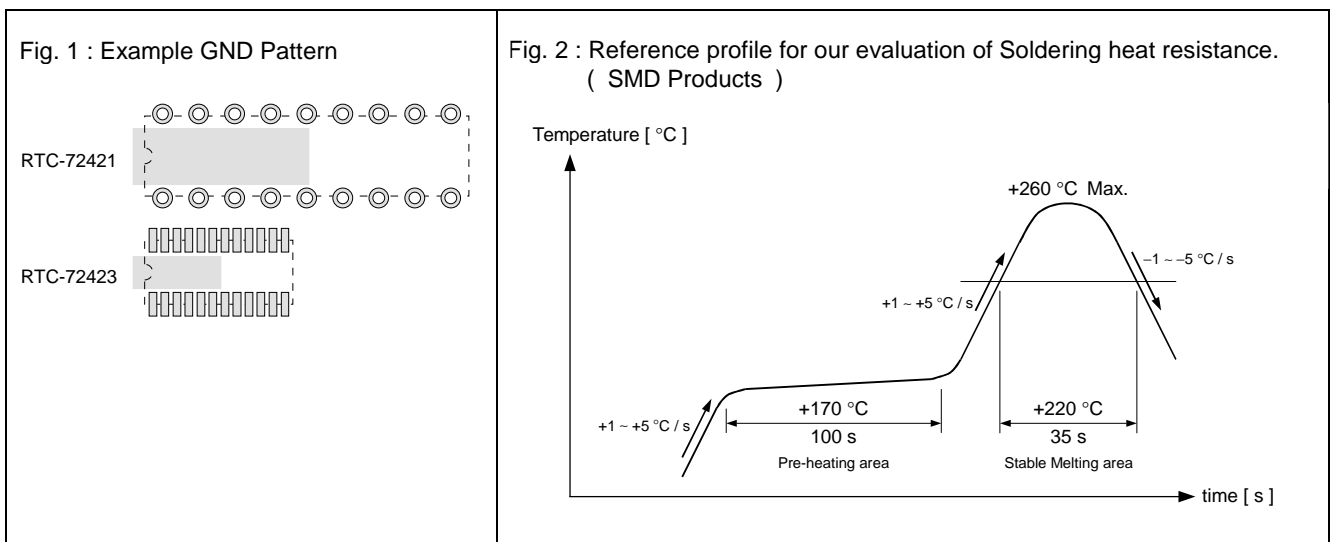 Fig. 1 : Example GND Pattern
RTC-72421
RTC-72423
Fig. 2 : Reference profile for our evaluation of Soldering heat resistance.
( SMD Products )
Temperature [ °C ]
+260 °C Max.
−1 ~ −5 °C / s
+1 ~ +5 °C / s
+1 ~ +5 °C / s
+170 °C
100 s
Pre-heating area
+220 °C
35 s
Stable Melting area
time [ s ]